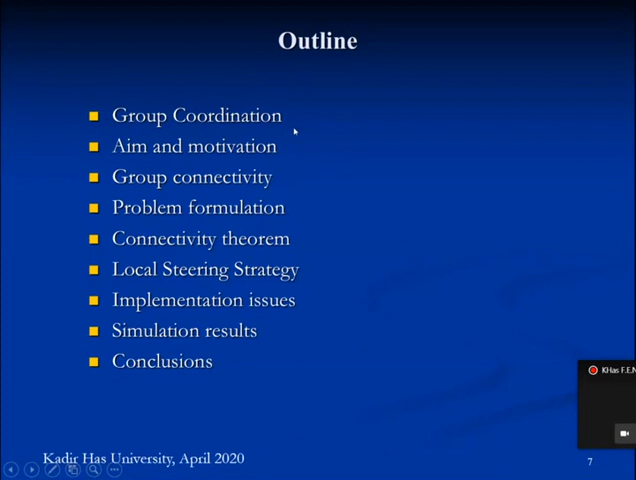 Outline
Group Coordination
Aim and motivation
Group connectivity
Problem formulation
Connectivity theorem
Local Steering Strategy
Implementation issues
Simulation results
Conclusions
KHas F.E.N
Kadir Has University, April 2020
7